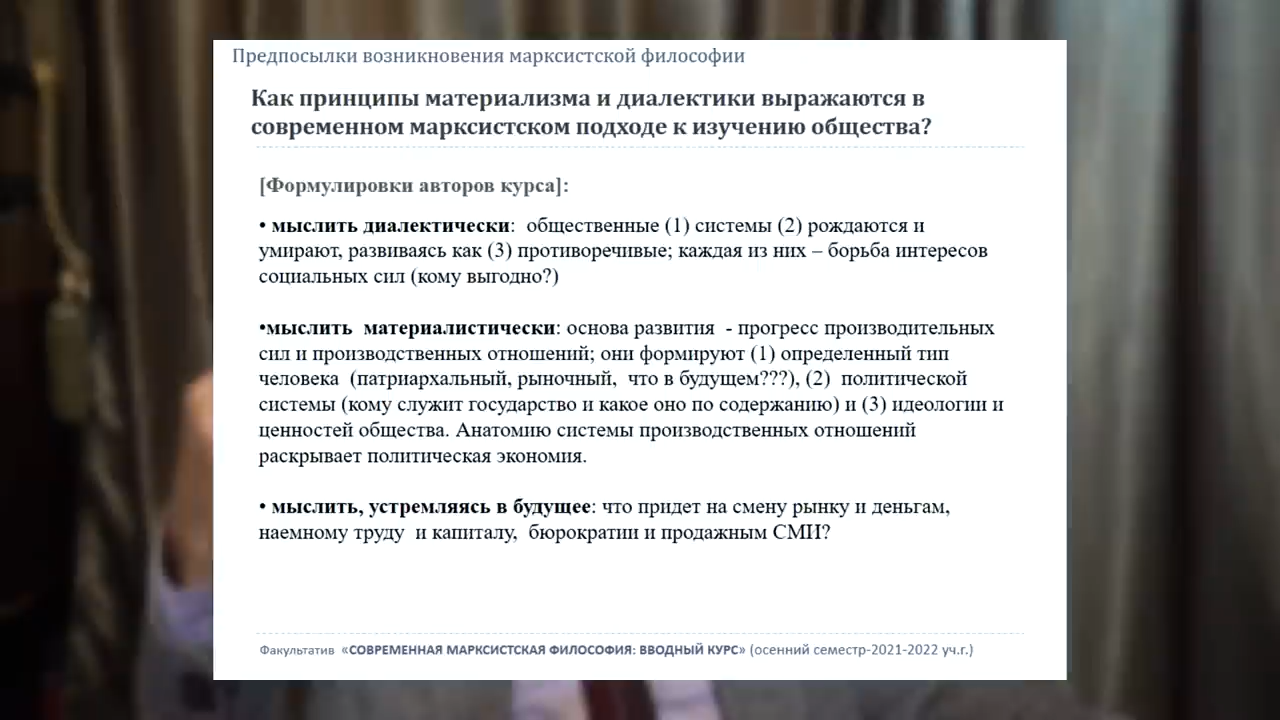 Предпосылки возникновения марксистской философии
Как принципы материализма и диалектики выражаются в
современном марксистском подходе к изучению общества?
[Формулировки авторов курса]:
• мыслить диалектически: общественные (1) системы (2) рождаются и
умирают, развиваясь как (3) противоречивые; каждая из них – борьба интересов
социальных сил (кому выгодно?)
•мыслить материалистически: основа развития - прогресс производительных
сил и производственных отношений; они формируют (1) определенный тип
человека (патриархальный, рыночный, что в будущем???), (2) политической
системы (кому служит государство и какое оно по содержанию) и (3) идеологии и
ценностей общества. Анатомию системы производственных отношений
раскрывает политическая экономия.
• мыслить, устремляясь в будущее: что придет на смену рынку и деньгам,
наемному труду и капиталу, бюрократии и продажным СМИ?
Факультатив «СОВРЕМЕННАЯ МАРКСИСТСКАЯ ФИЛОСОФИЯ: ВВОДНЫЙ КУРС» (осенний семестр-2021-2022 уч.г.)